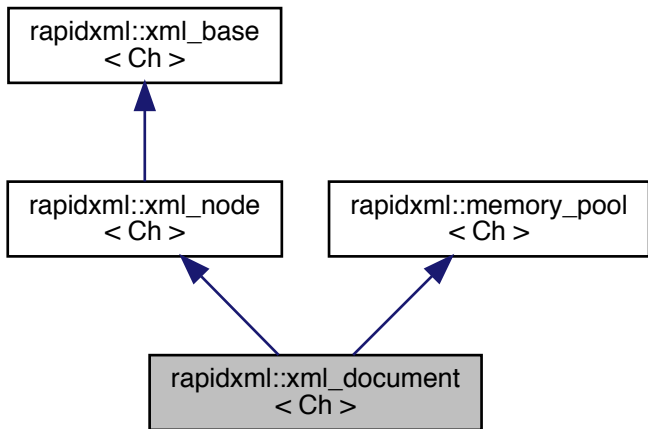 rapidxml::xml_base
< Ch >
rapidxml::xml_node
< Ch >
rapidxml::memory_pool
< Ch >
rapidxml::xml_document
< Ch >